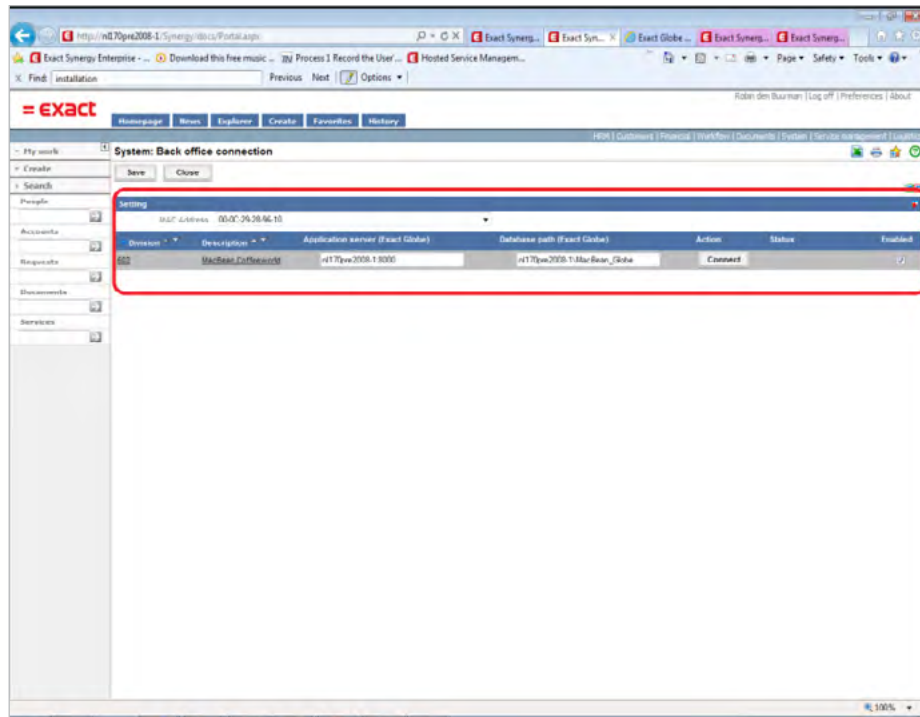 http://nl170pre2008-1/Synergy/docs/Portal.aspx
Exact Synerg...
Exact Syn...
Exact Globe ...
Exact Synerg...
Exact Synerg...
Exact Synergy Enterprise - ...
Download this free music ...
Process 1 Record the User'...
Hosted Service Managem...
Page
Safety
Tools
X Find installation
Previous Next Options
Robin den Buurman | Log off | Preferences | About
= exact
Homepage News Explorer Create Favorites History
HRM | Customers | Financial | Workflow | Documents | System | Service management |
My work
System: Back office connection
Create
Save Close
Search
People
Setting
MAC Address 00-0C-29-28-96-10
Accounts
Division Description Application server (Exact Globe) Database path (Exact Globe) Action Status Enabled
Requests
602 MacBean Coffeeworld nl170pre2008-1:8000 nl170pre2008-1\MacBean_Globe Connect
Documents
Services
100%